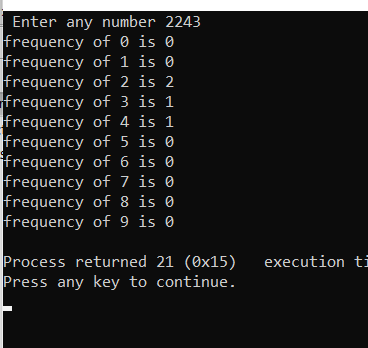 Enter any number 2243
frequency of 0 is 0
frequency of 1 is 0
frequency of 2 is 2
frequency of 3 is 1
frequency of 4 is 1
frequency of 5 is 0
frequency of 6 is 0
frequency of 7 is 0
frequency of 8 is 0
frequency of 9 is 0
Process returned 21 (0x15) execution
Press any key to continue.